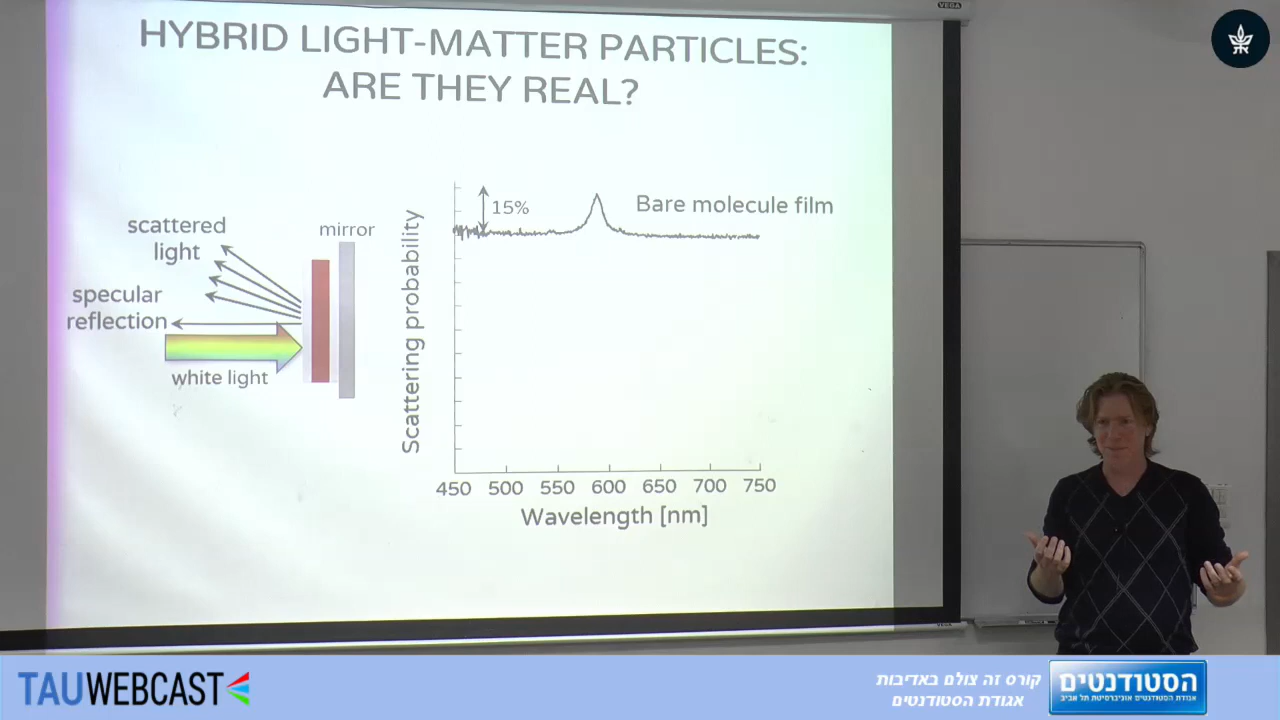 VEGA
HYBRID LIGHT-MATTER PARTICLES:
ARE THEY REAL?
scattered
light
specular
reflection
white light
mirror
Scattering probability
15%
Bare molecule film
450 500 550 600 650 700 750
Wavelength [nm]
VEGA
TAUWEBCAST
קורס זה צולם באדיבות
אגודת הסטודנטים
הסטודנטים
אגודת הסטודנטים אוניברסיטת תל אביב